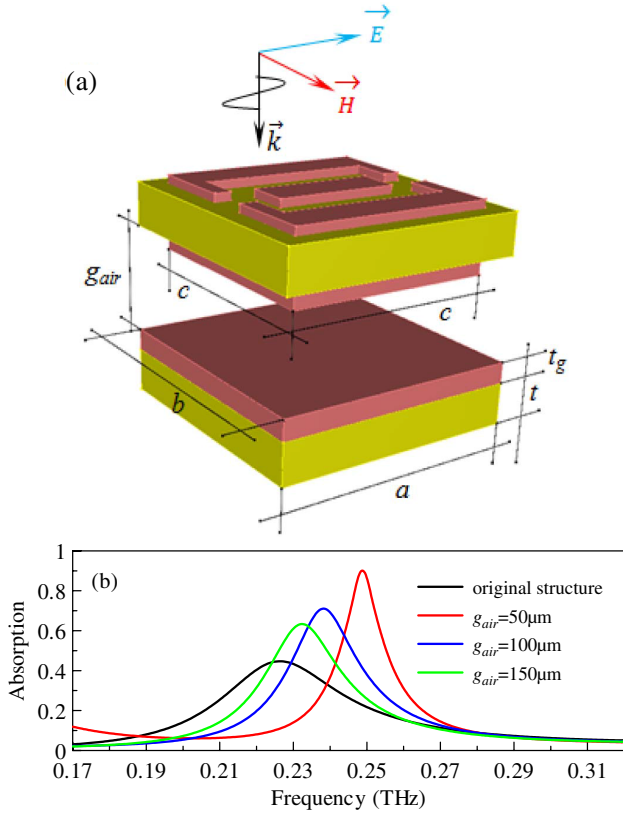 (a)
E
H
k
g_air
c
c
t_g
t
b
a
(b)
original structure
g_air=50μm
g_air=100μm
g_air=150μm
Absorption
1
0.8
0.6
0.4
0.2
0
0.17 0.19 0.21 0.23 0.25 0.27 0.29 0.31
Frequency (THz)